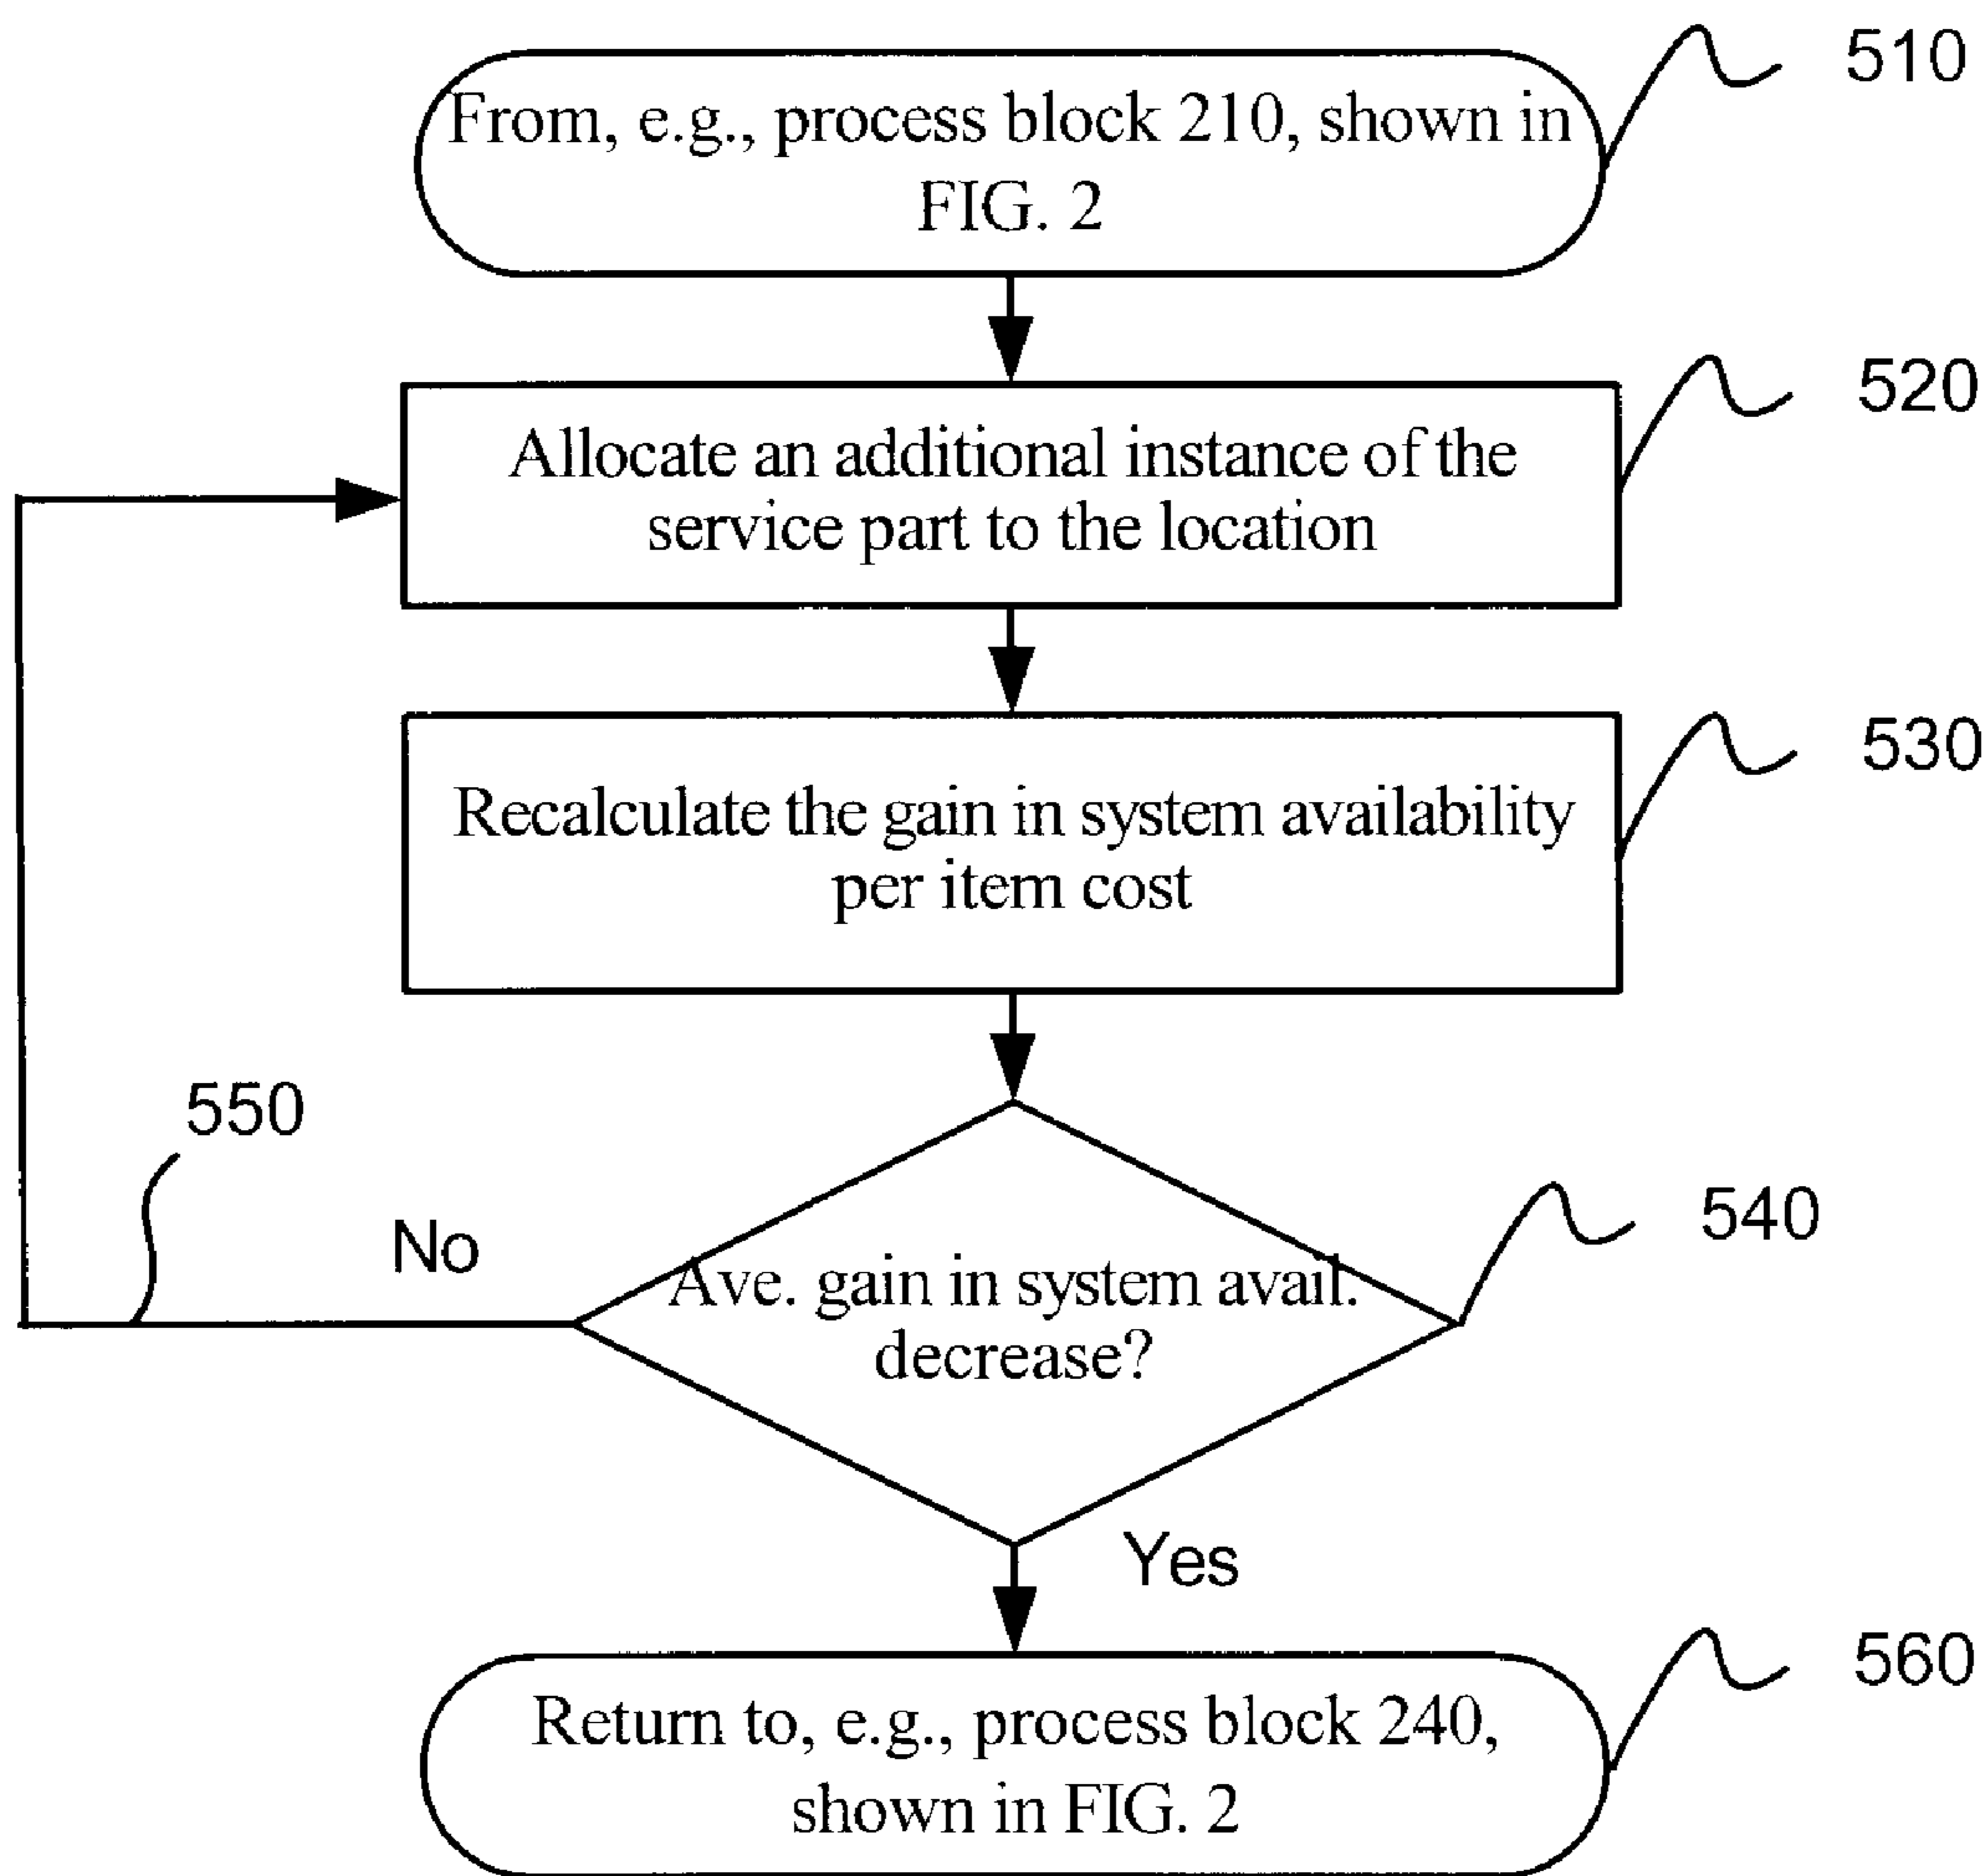 510
From, e.g., process block 210, shown in
FIG. 2
520
Allocate an additional instance of the
service part to the location
530
Recalculate the gain in system availability
per item cost
550
No
540
Ave. gain in system avail.
decrease?
Yes
560
Return to, e.g., process block 240,
shown in FIG. 2